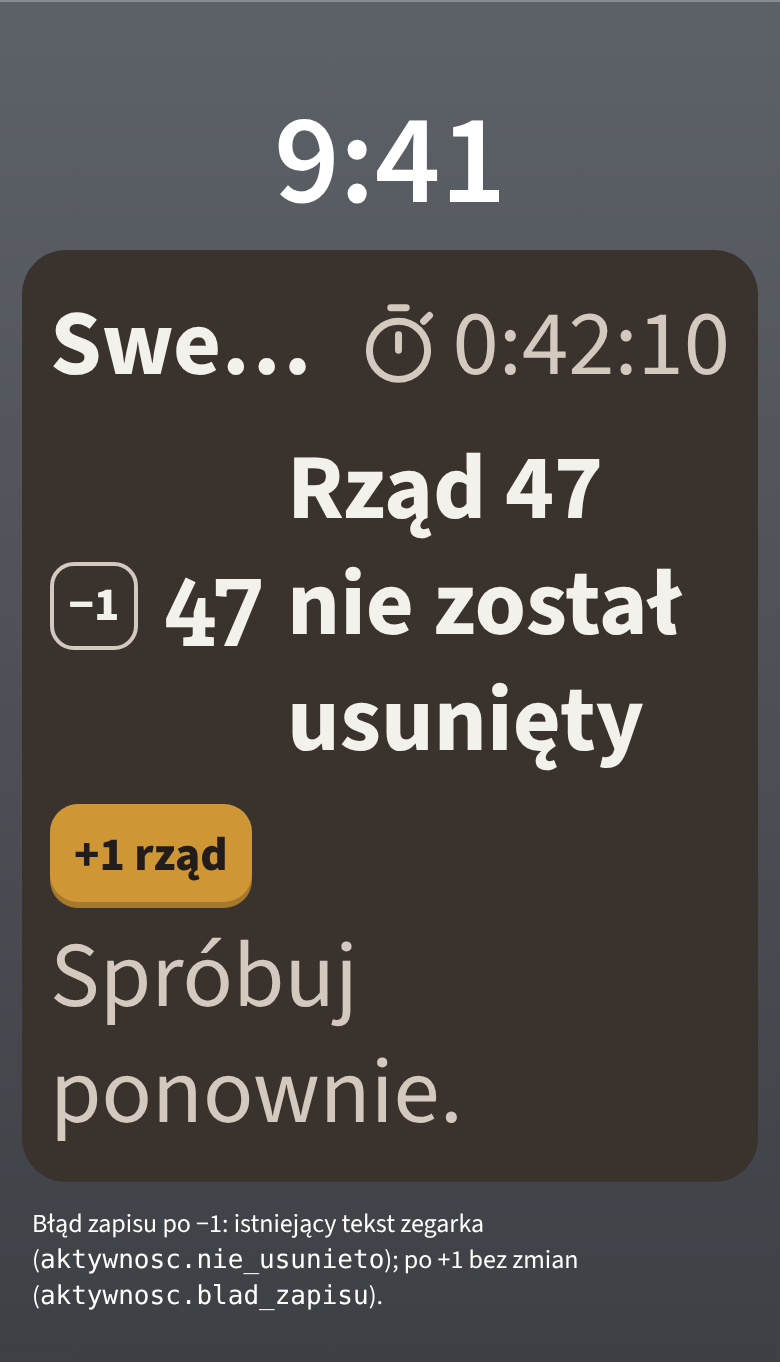 9:41
Swe... 0:42:10
Rząd 47
nie został
usunięty
−1 47
+1 rząd
Spróbuj
ponownie.
Błąd zapisu po −1: istniejący tekst zegarka
(aktywnosc.nie_usunieto); po +1 bez zmian
(aktywnosc.blad_zapisu).